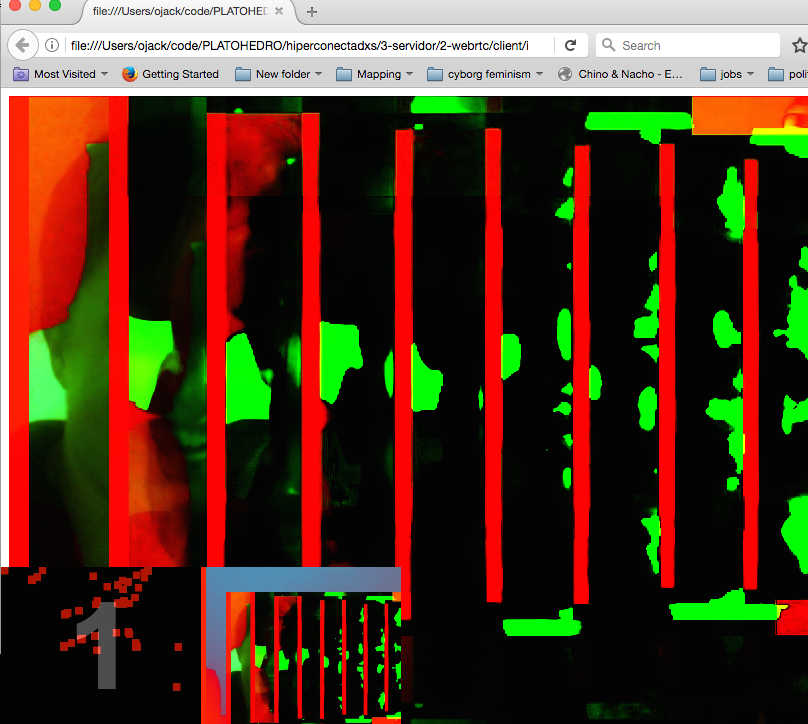 file:///Users/ojack/code/PLATOHED
file:///Users/ojack/code/PLATOHEDRO/hiperconectadxs/3-servidor/2-webrtc/client/i
Search
Most Visited
Getting Started
New folder
Mapping
cyborg feminism
Chino & Nacho - E...
jobs
poli
1